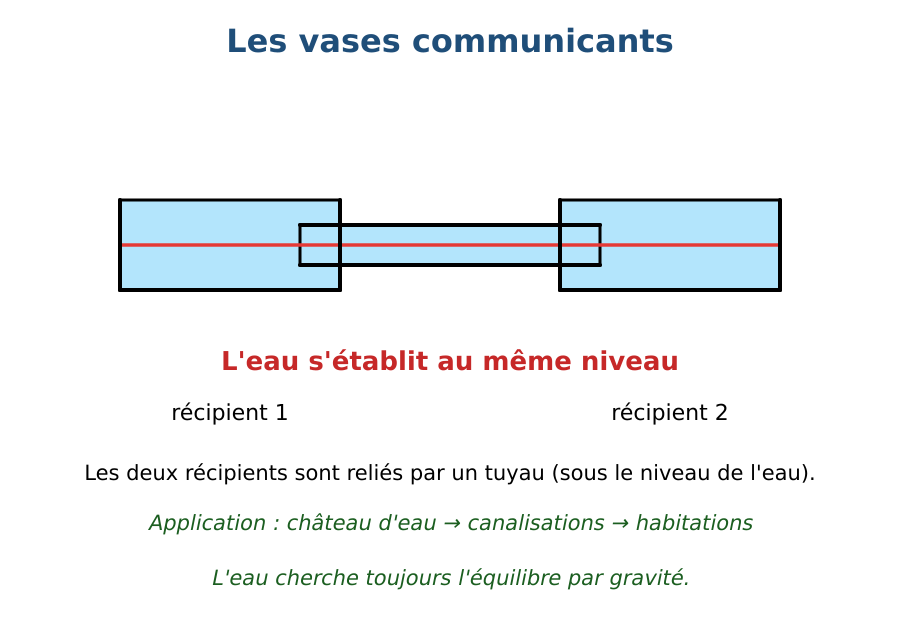 Les vases communicants
L'eau s'établit au même niveau
récipient 1
récipient 2
Les deux récipients sont reliés par un tuyau (sous le niveau de l'eau).
Application : château d'eau → canalisations → habitations
L'eau cherche toujours l'équilibre par gravité.